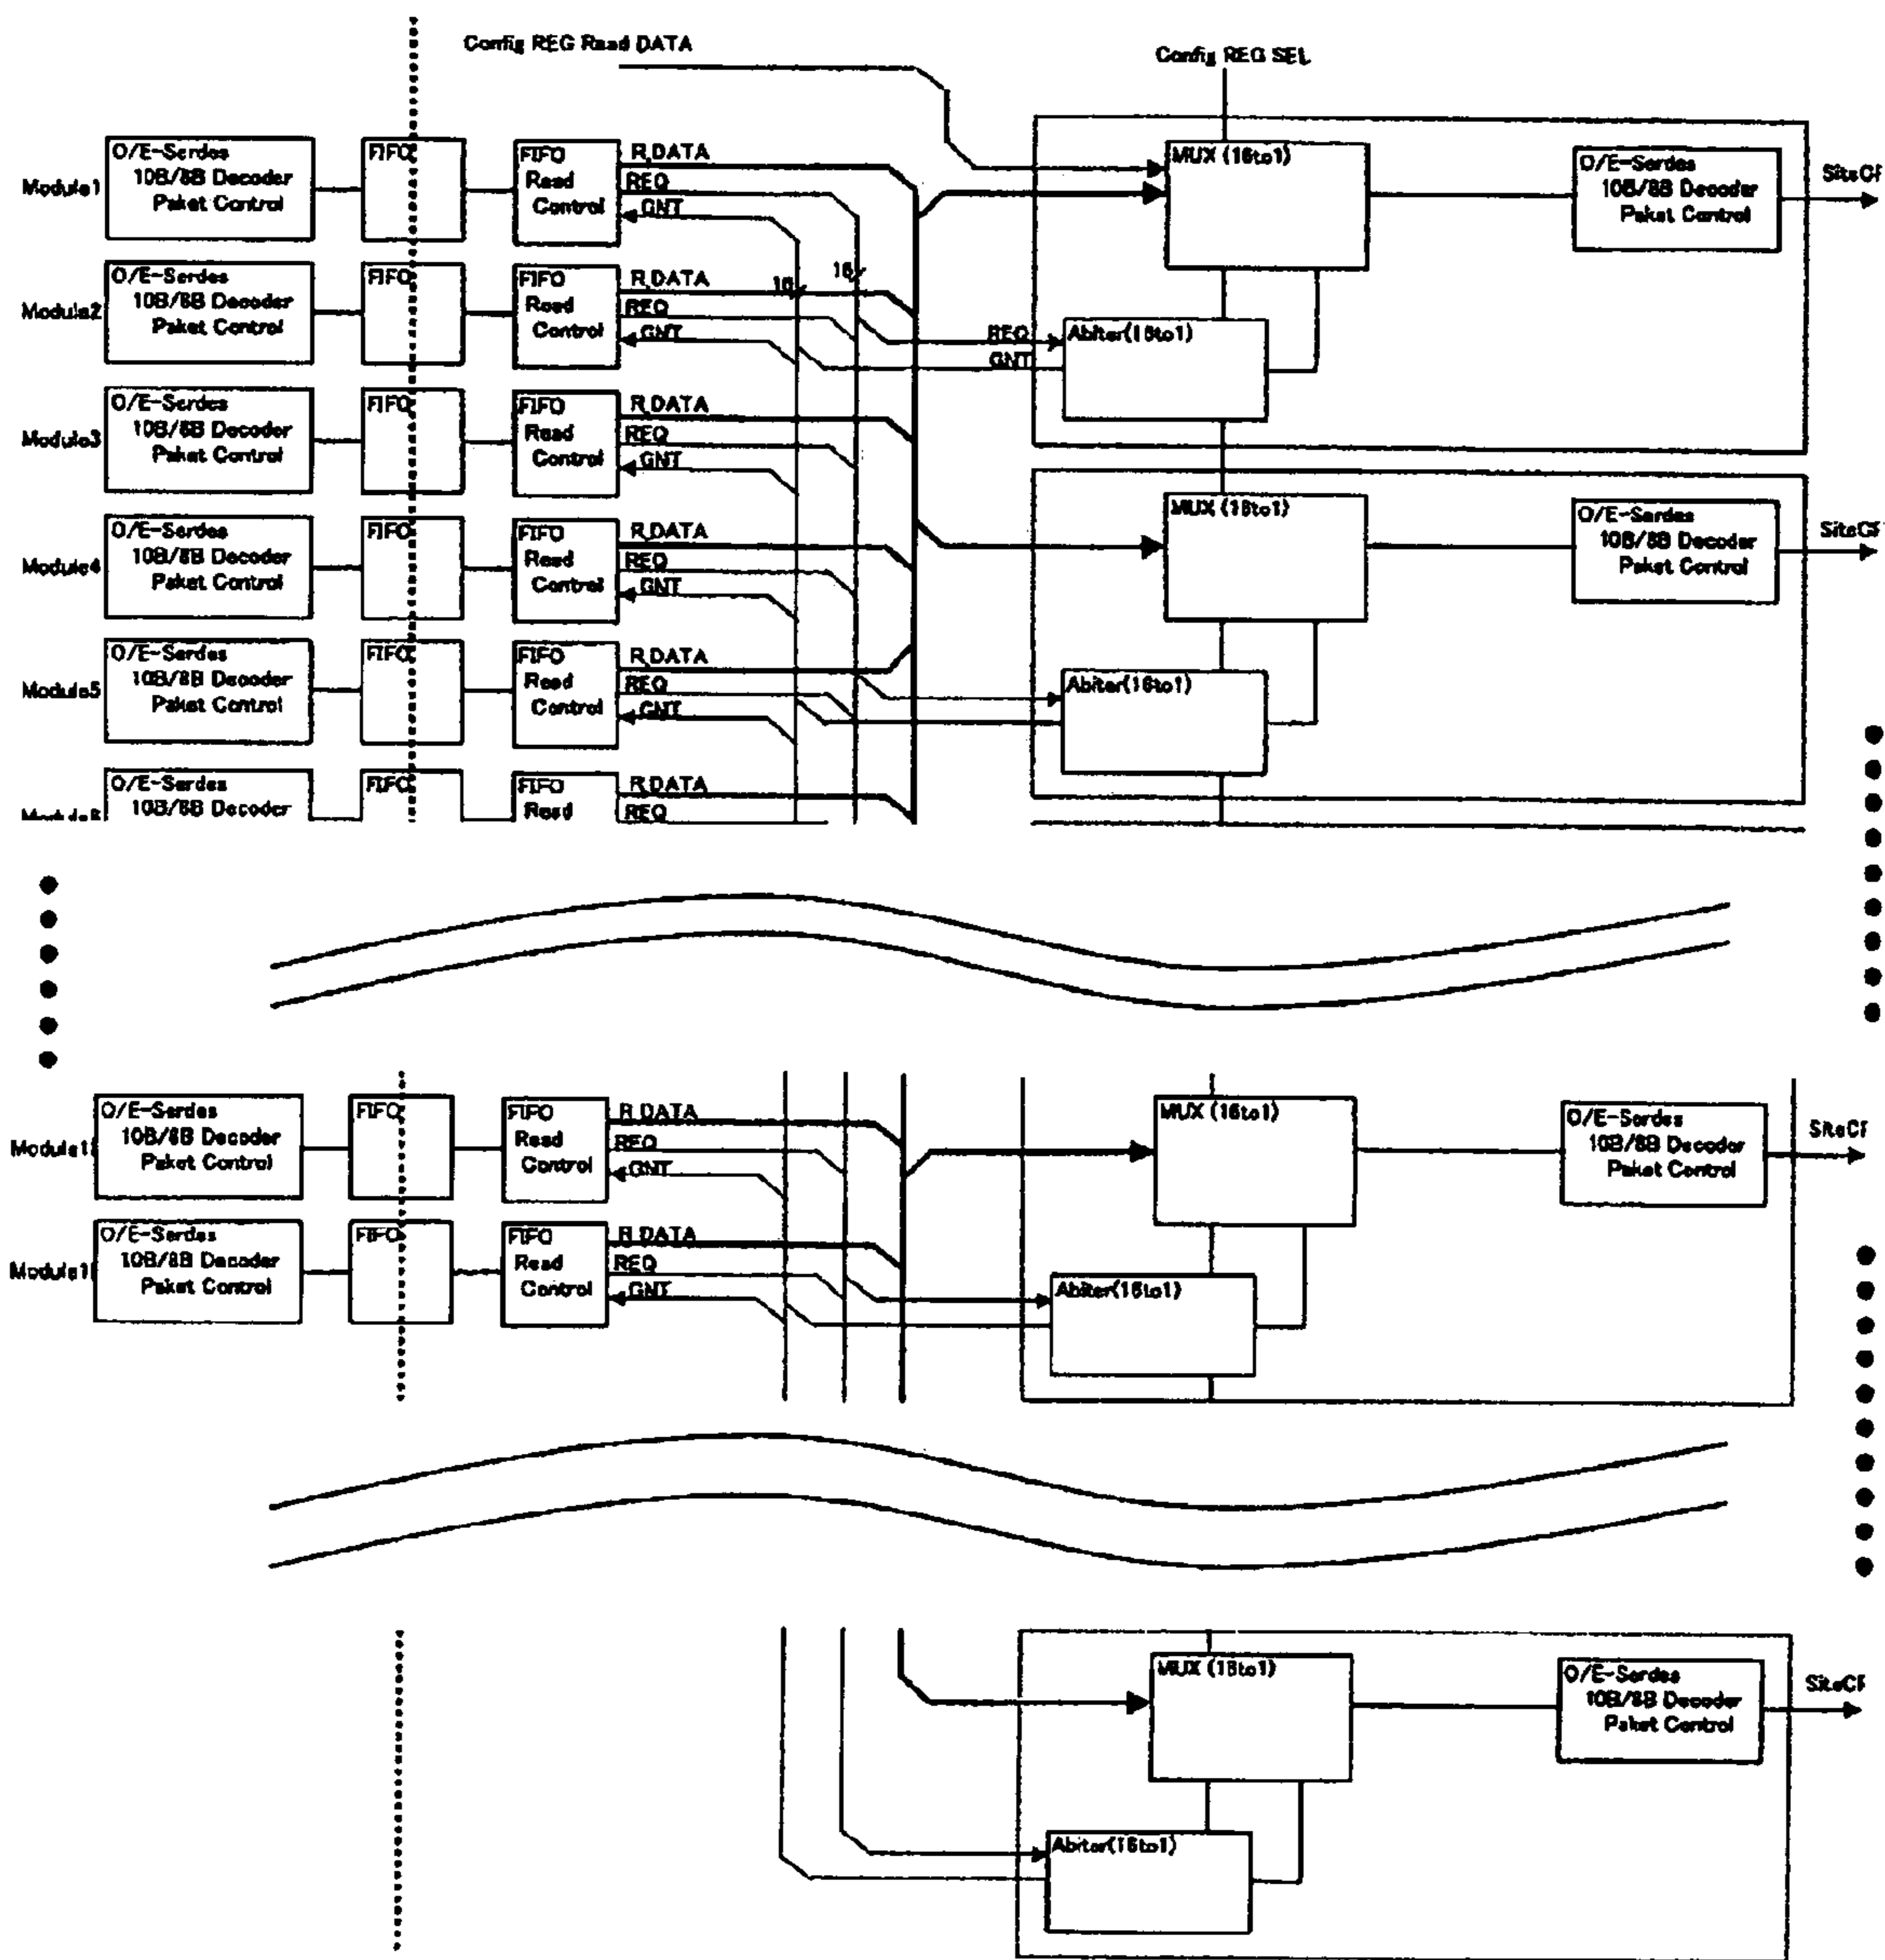 Config REG Read DATA
Config REG SEL
Module1
O/E-Serdes
10B/8B Decoder
Paket Control
FIFO
FIFO
Read
Control
R,DATA
REQ
GNT
MUX (16to1)
O/E-Serdes
10B/8B Decoder
Paket Control
SiteCF
Module2
O/E-Serdes
10B/8B Decoder
Paket Control
FIFO
FIFO
Read
Control
R,DATA
REQ
GNT
16
16
REQ
GNT
Abiter(16to1)
Module3
O/E-Serdes
10B/8B Decoder
Paket Control
FIFO
FIFO
Read
Control
R,DATA
REQ
GNT
Module4
O/E-Serdes
10B/8B Decoder
Paket Control
FIFO
FIFO
Read
Control
R,DATA
REQ
GNT
MUX (16to1)
O/E-Serdes
10B/8B Decoder
Paket Control
SiteCF
Module5
O/E-Serdes
10B/8B Decoder
Paket Control
FIFO
FIFO
Read
Control
R,DATA
REQ
GNT
Abiter(16to1)
O/E-Serdes
10B/8B Decoder
FIFO
FIFO
Read
R,DATA
REQ
Module1
O/E-Serdes
10B/8B Decoder
Paket Control
FIFO
FIFO
Read
Control
R,DATA
REQ
GNT
MUX (16to1)
O/E-Serdes
10B/8B Decoder
Paket Control
SiteCF
Module1
O/E-Serdes
10B/8B Decoder
Paket Control
FIFO
FIFO
Read
Control
R,DATA
REQ
GNT
Abiter(16to1)
MUX (16to1)
O/E-Serdes
10B/8B Decoder
Paket Control
SiteCF
Abiter(16to1)